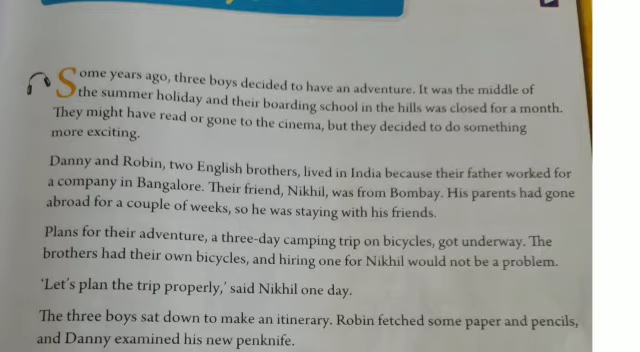 Some years ago, three boys decided to have an adventure. It was the middle of
the summer holiday and their boarding school in the hills was closed for a month.
They might have read or gone to the cinema, but they decided to do something
more exciting.
Danny and Robin, two English brothers, lived in India because their father worked for
a company in Bangalore. Their friend, Nikhil, was from Bombay. His parents had gone
abroad for a couple of weeks, so he was staying with his friends.
Plans for their adventure, a three-day camping trip on bicycles, got underway. The
brothers had their own bicycles, and hiring one for Nikhil would not be a problem.
‘Let’s plan the trip properly,’ said Nikhil one day.
The three boys sat down to make an itinerary. Robin fetched some paper and pencils,
and Danny examined his new penknife.